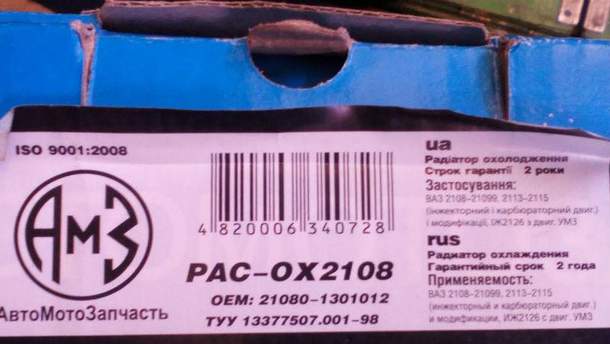 ISO 9001:2008
АМЗ
АвтоМотоЗапчасть
4 820006 340728
РАС-ОХ2108
OEM: 21080-1301012
ТУУ 13377507.001-98
ua
Радіатор охолодження
Строк гарантії 2 роки
Застосування:
ВАЗ 2108-21099, 2113-2115
(інжекторний і карбюраторний двиг.)
і модифікації, ІЖ2126 з двиг. УМЗ
rus
Радиатор охлаждения
Гарантийный срок 2 года
Применяемость:
ВАЗ 2108-21099, 2113-2115
(инжекторный и карбюраторный двиг.)
и модификации, ИЖ2126 с двиг. УМЗ